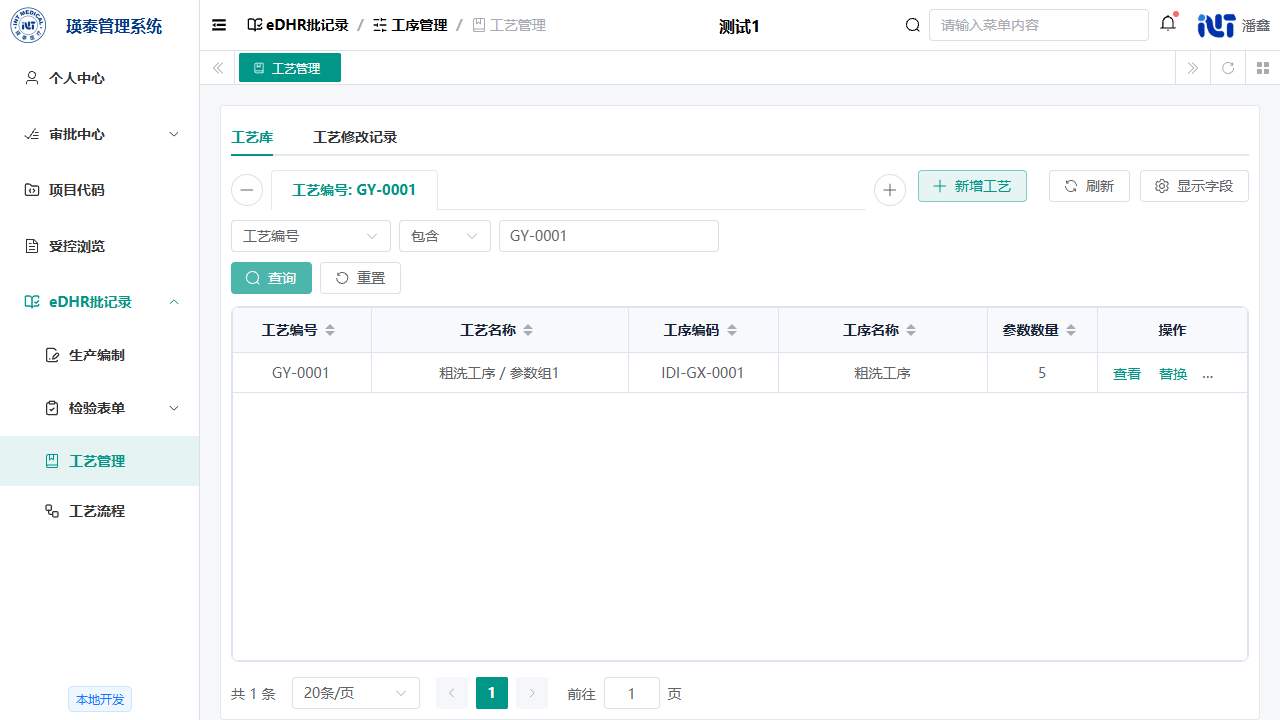 瑛泰管理系统
eDHR批记录 / 工序管理 / 工艺管理
测试1
请输入菜单内容
潘鑫
工艺管理
个人中心
审批中心
项目代码
受控浏览
eDHR批记录
生产编制
检验表单
工艺管理
工艺流程
本地开发
工艺库 工艺修改记录
工艺编号: GY-0001
新增工艺 刷新 显示字段
工艺编号 包含 GY-0001
查询 重置
工艺编号 工艺名称 工序编码 工序名称 参数数量 操作
GY-0001 粗洗工序 / 参数组1 IDI-GX-0001 粗洗工序 5 查看 替换 ...
共 1 条 20条/页 1 前往 1 页